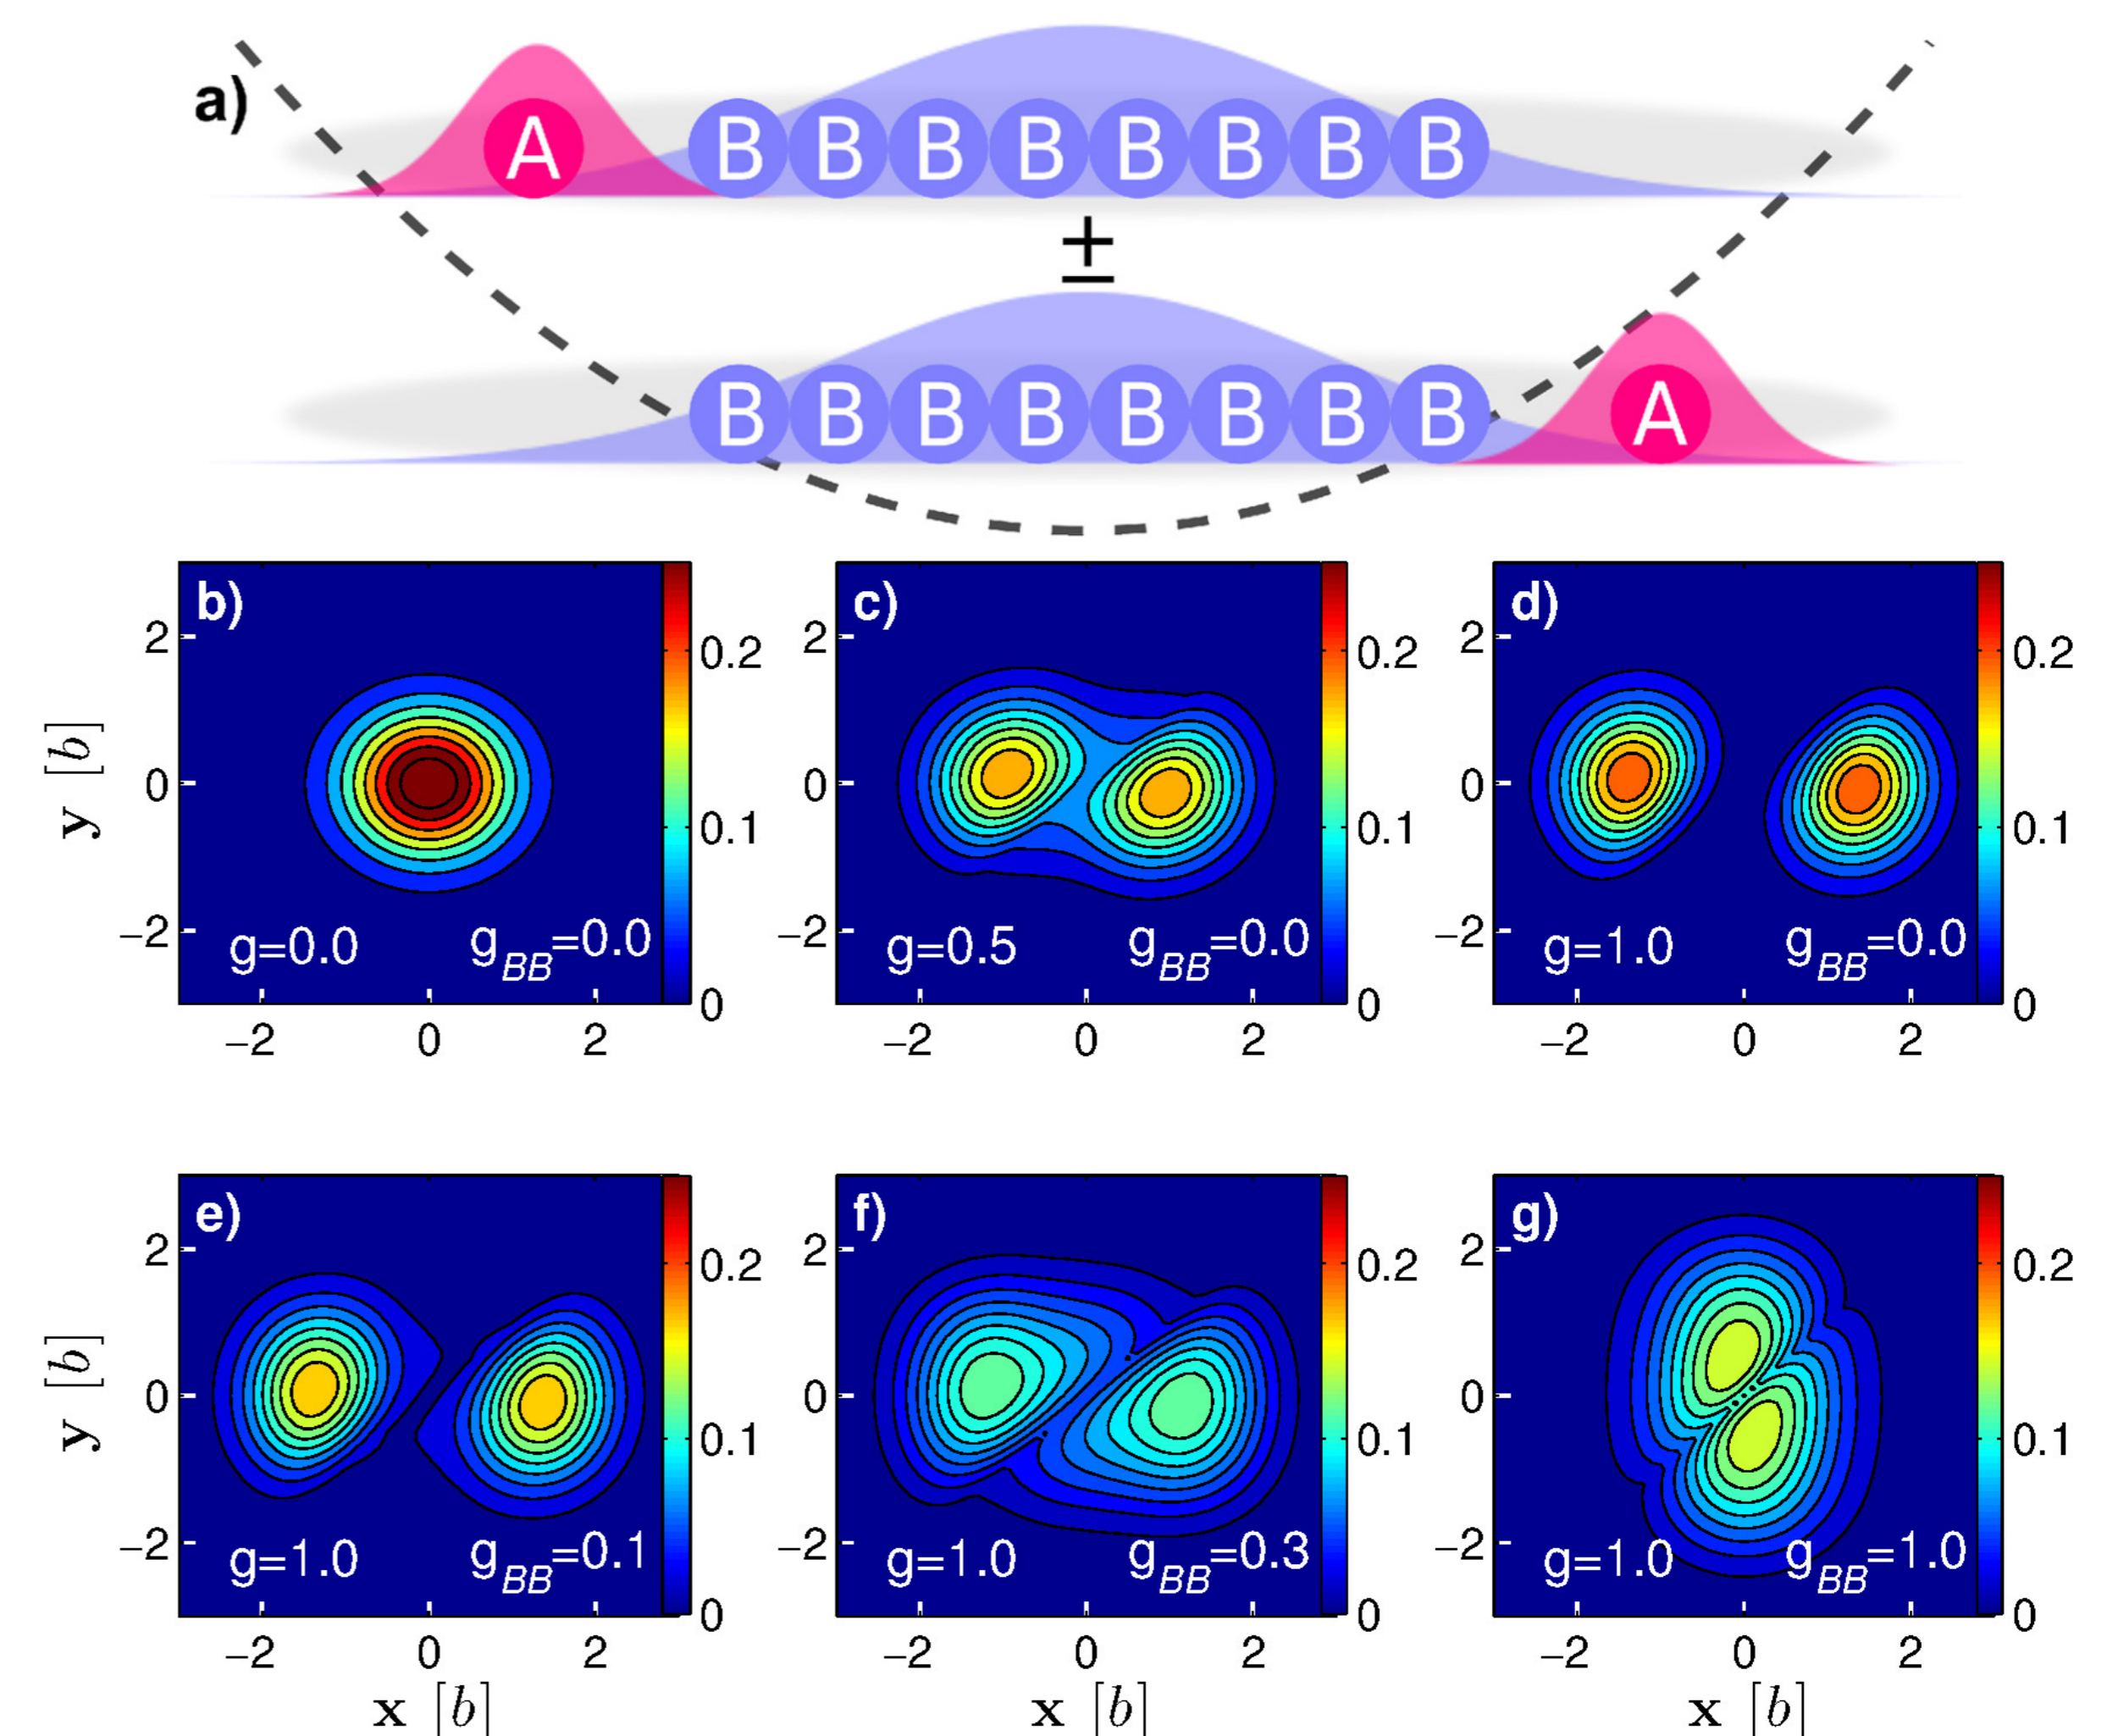 a)
A B B B B B B B B
±
B B B B B B B B A
b)
c)
d)
y [b]
2
0
−2
0.2
0.1
0
2
0
−2
0.2
0.1
0
2
0
−2
0.2
0.1
0
g=0.0 g_BB=0.0
g=0.5 g_BB=0.0
g=1.0 g_BB=0.0
−2 0 2
−2 0 2
−2 0 2
e)
f)
g)
y [b]
2
0
−2
0.2
0.1
0
2
0
−2
0.2
0.1
0
2
0
−2
0.2
0.1
0
g=1.0 g_BB=0.1
g=1.0 g_BB=0.3
g=1.0 g_BB=1.0
−2 0 2
−2 0 2
−2 0 2
x [b]
x [b]
x [b]